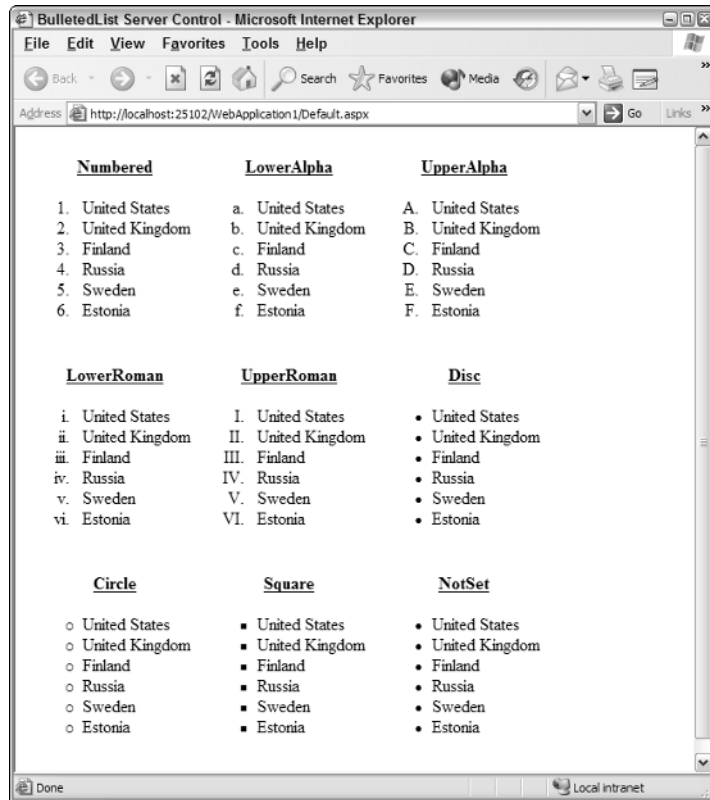 BulletedList Server Control - Microsoft Internet Explorer
File Edit View Favorites Tools Help
Back Search Favorites Media »
Address http://localhost:25102/WebApplication1/Default.aspx Go Links »
Numbered LowerAlpha UpperAlpha
1. United States a. United States A. United States
2. United Kingdom b. United Kingdom B. United Kingdom
3. Finland c. Finland C. Finland
4. Russia d. Russia D. Russia
5. Sweden e. Sweden E. Sweden
6. Estonia f. Estonia F. Estonia
LowerRoman UpperRoman Disc
i. United States I. United States • United States
ii. United Kingdom II. United Kingdom • United Kingdom
iii. Finland III. Finland • Finland
iv. Russia IV. Russia • Russia
v. Sweden V. Sweden • Sweden
vi. Estonia VI. Estonia • Estonia
Circle Square NotSet
○ United States ▪ United States • United States
○ United Kingdom ▪ United Kingdom • United Kingdom
○ Finland ▪ Finland • Finland
○ Russia ▪ Russia • Russia
○ Sweden ▪ Sweden • Sweden
○ Estonia ▪ Estonia • Estonia
Done Local intranet